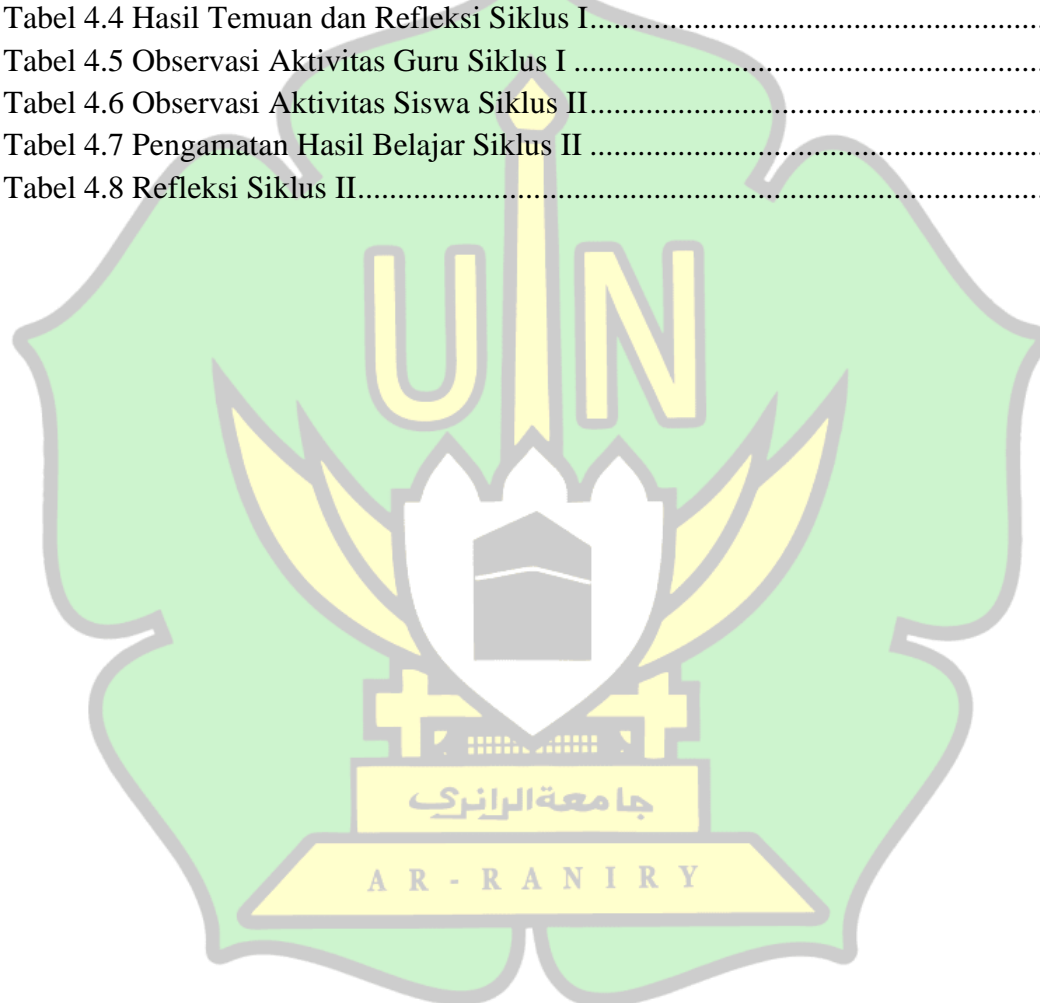 Tabel 4.4 Hasil Temuan dan Refleksi Siklus I......................................................
Tabel 4.5 Observasi Aktivitas Guru Siklus I ........................................................
Tabel 4.6 Observasi Aktivitas Siswa Siklus II......................................................
Tabel 4.7 Pengamatan Hasil Belajar Siklus II ......................................................
Tabel 4.8 Refleksi Siklus II...................................................................................
UIN
جامعةالرانري
AR-RANIRY